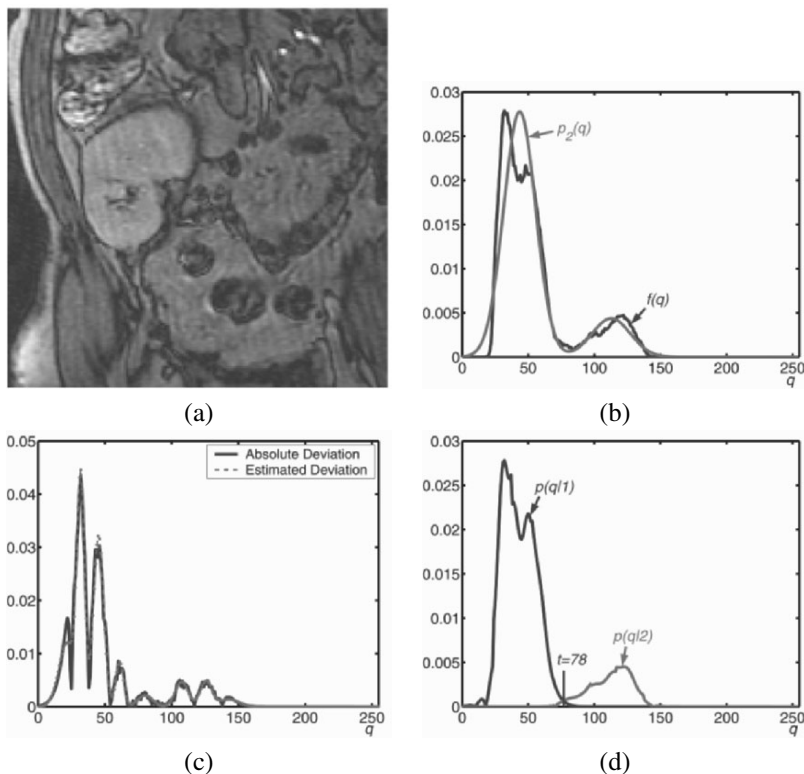 (a)
0.03
0.025
0.02
0.015
0.01
0.005
0
0 50 100 150 200 250
q
p₂(q)
f(q)
(b)
0.05
0.04
0.03
0.02
0.01
0
0 50 100 150 200 250
q
Absolute Deviation
Estimated Deviation
(c)
0.03
0.025
0.02
0.015
0.01
0.005
0
0 50 100 150 200 250
q
p(q|1)
t=78
p(q|2)
(d)